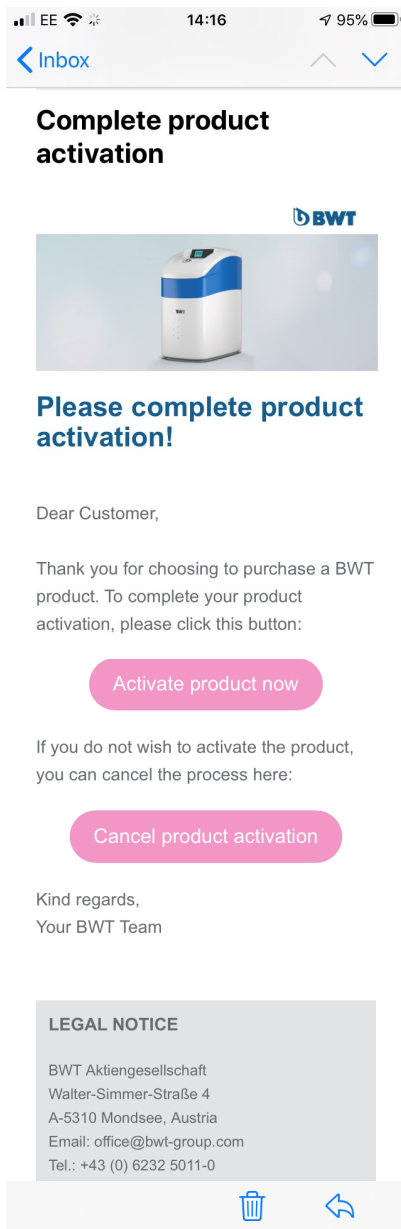 EE 14:16 95%
Inbox
Complete product
activation
BWT
BWT
Please complete product
activation!
Dear Customer,
Thank you for choosing to purchase a BWT
product. To complete your product
activation, please click this button:
Activate product now
If you do not wish to activate the product,
you can cancel the process here:
Cancel product activation
Kind regards,
Your BWT Team
LEGAL NOTICE
BWT Aktiengesellschaft
Walter-Simmer-Straße 4
A-5310 Mondsee, Austria
Email: office@bwt-group.com
Tel.: +43 (0) 6232 5011-0